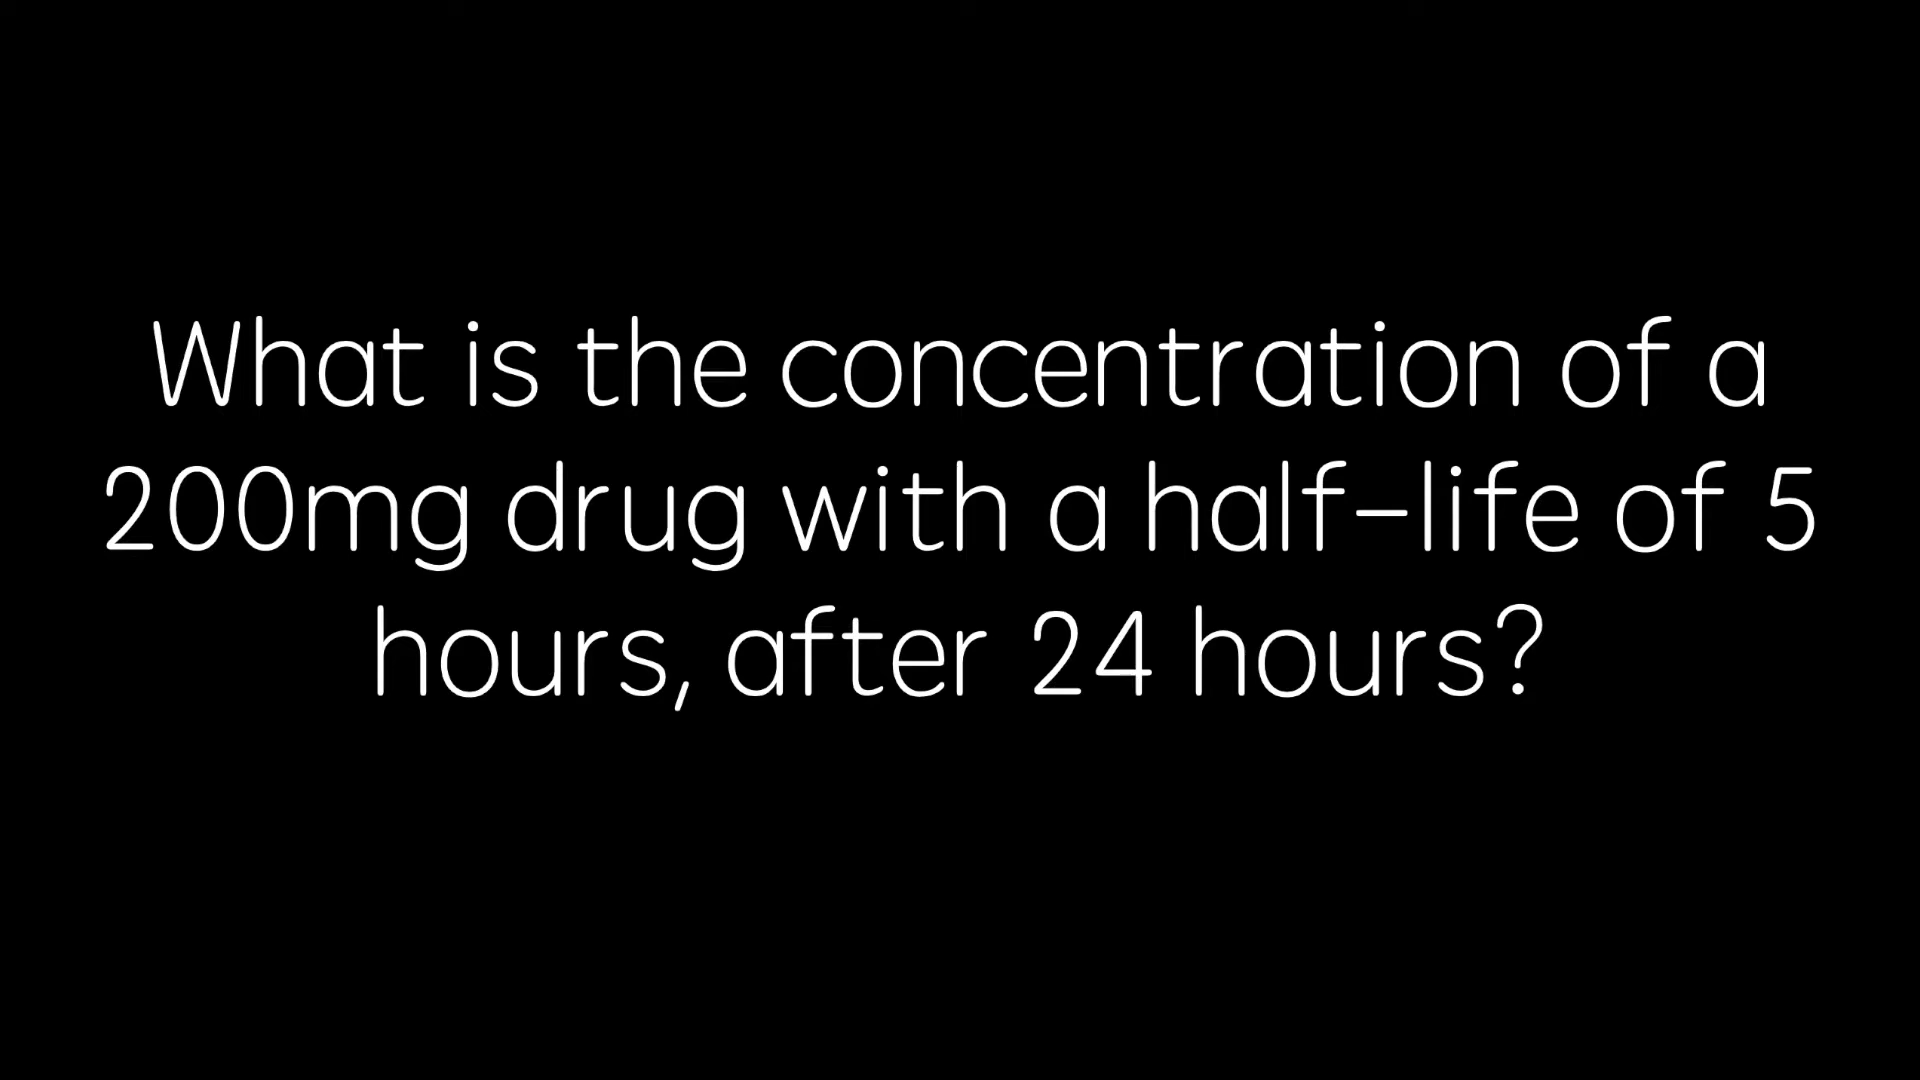 What is the concentration of a
200mg drug with a half-life of 5
hours, after 24 hours?